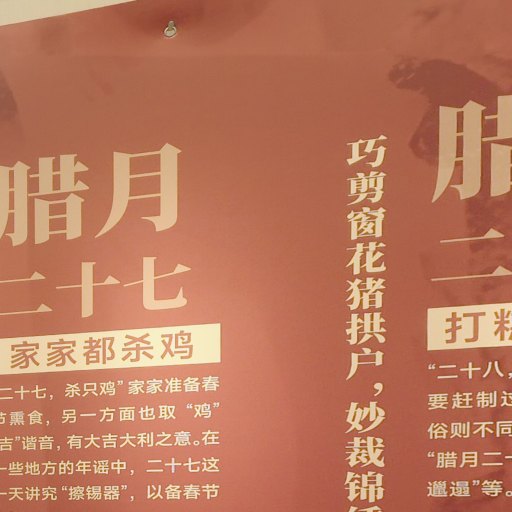 腊月
二十七
家家都杀鸡
二十七，杀只鸡”家家准备春
节熏食，另一方面也取“鸡”
吉”谐音，有大吉大利之意。在
一些地方的年谣中，二十七这
一天讲究“擦锡器”，以备春节
巧剪窗花猪拱户，妙裁锦
腊
二
打糕
“二十八，
要赶制过
俗则不同
“腊月二十
邋遢”等。